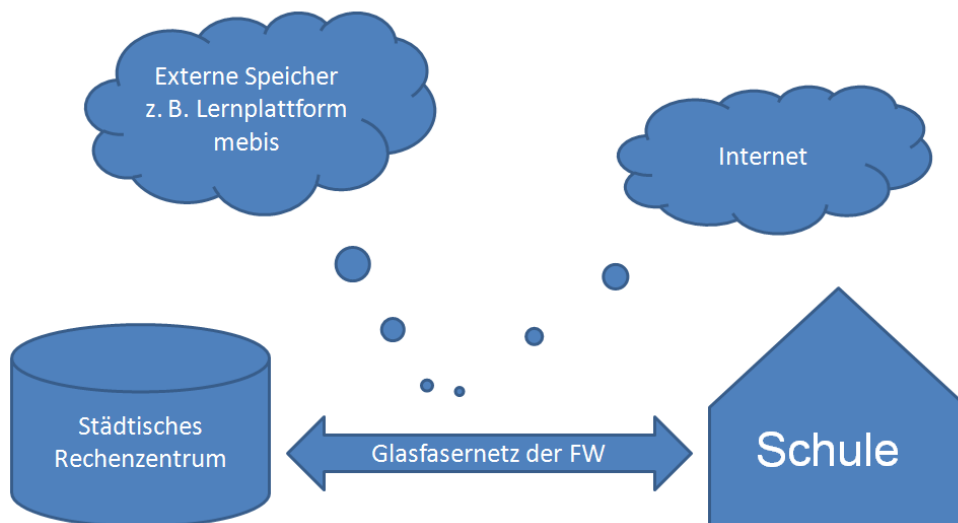 Externe Speicher
z. B. Lernplattform
mebis
Internet
Städtisches
Rechenzentrum
Glasfasernetz der FW
Schule